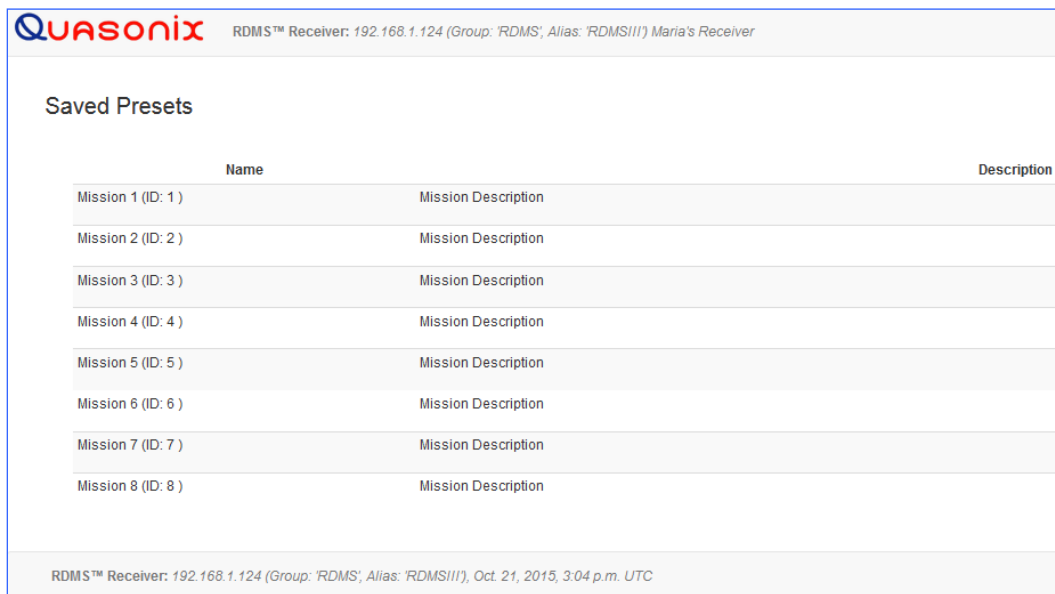 Quasonix RDMS™ Receiver: 192.168.1.124 (Group: 'RDMS', Alias: 'RDMSIII') Maria's Receiver
Saved Presets
Name Description
Mission 1 (ID: 1 ) Mission Description
Mission 2 (ID: 2 ) Mission Description
Mission 3 (ID: 3 ) Mission Description
Mission 4 (ID: 4 ) Mission Description
Mission 5 (ID: 5 ) Mission Description
Mission 6 (ID: 6 ) Mission Description
Mission 7 (ID: 7 ) Mission Description
Mission 8 (ID: 8 ) Mission Description
RDMS™ Receiver: 192.168.1.124 (Group: 'RDMS', Alias: 'RDMSIII'), Oct. 21, 2015, 3:04 p.m. UTC